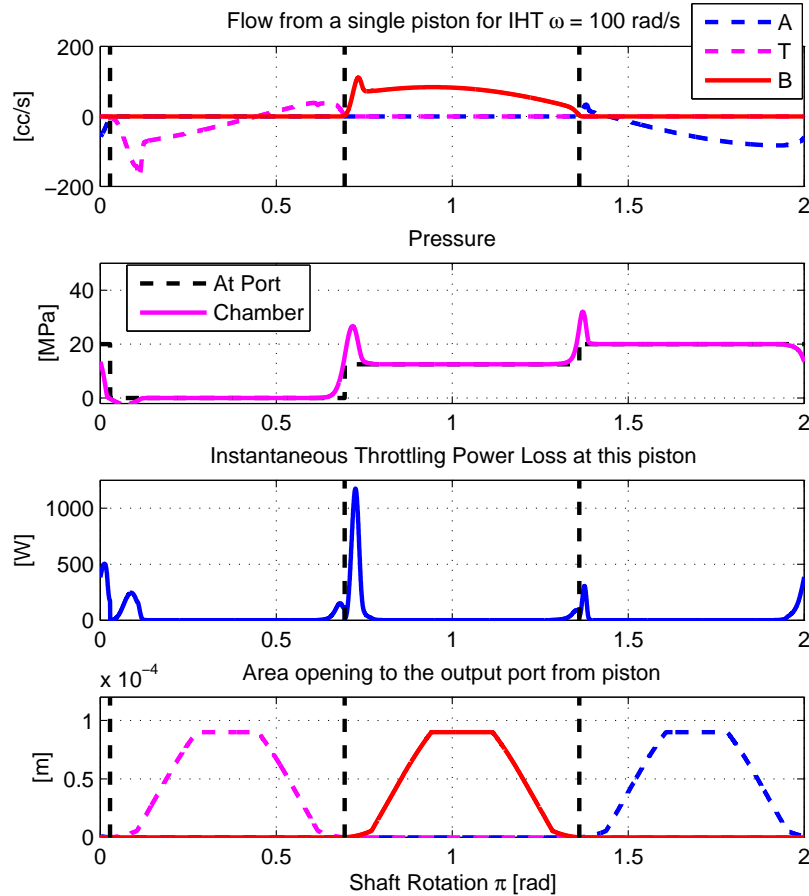 Flow from a single piston for IHT ω = 100 rad/s
A
T
B
200
0
−200
[cc/s]
0
0.5
1
1.5
2
Pressure
At Port
Chamber
40
20
0
[MPa]
0
0.5
1
1.5
2
Instantaneous Throttling Power Loss at this piston
1000
500
0
[W]
0
0.5
1
1.5
2
x 10⁻⁴
Area opening to the output port from piston
1
0.5
0
[m]
0
0.5
1
1.5
2
Shaft Rotation π [rad]